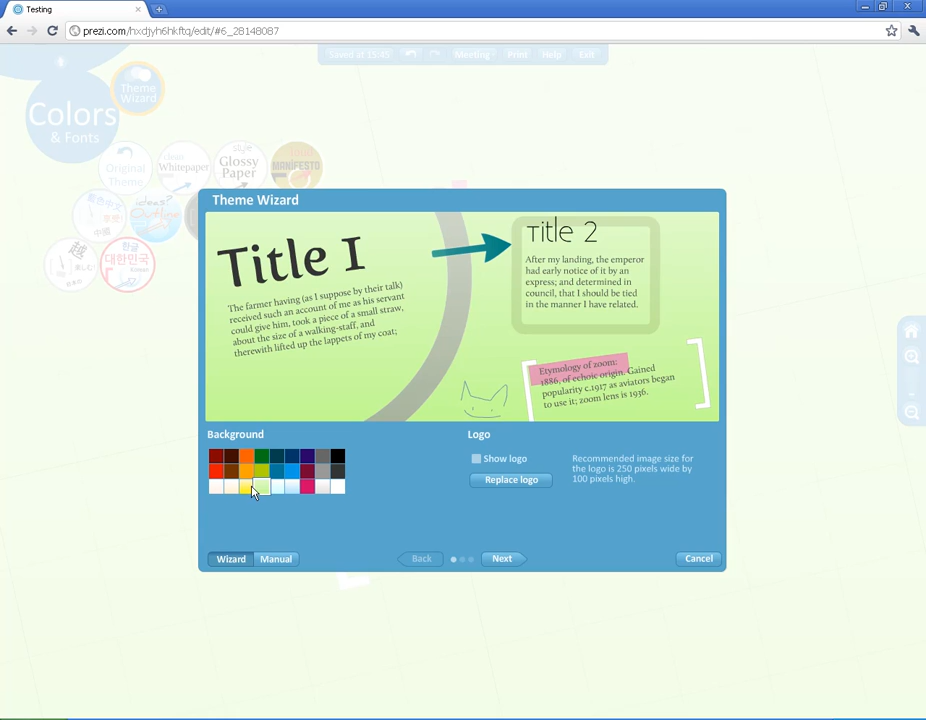 Testing
prezi.com/hxdjyh6hkftq/edit/#6_28148087
Saved at 15:45
Meeting
Print
Help
Exit
Theme
Wizard
Colors
& Fonts
Original
Theme
clean
Whitepaper
style
Glossy
Paper
MANIFESTO
ideas?
Outline
한글
대한민국
Theme Wizard
Title 1
The farmer having (as I suppose by their talk)
received such an account of me as his servant
could give him, took a piece of a small straw,
about the size of a walking-staff, and
therewith lifted up the lappets of my coat;
Title 2
After my landing, the emperor
had early notice of it by an
express; and determined in
council, that I should be tied
in the manner I have related.
Etymology of zoom:
1886, of echoic origin. Gained
popularity c.1917 as aviators began
to use it; zoom lens is 1936.
Background
Logo
Show logo
Replace logo
Recommended image size for
the logo is 250 pixels wide by
100 pixels high.
Wizard
Manual
Back
Next
Cancel